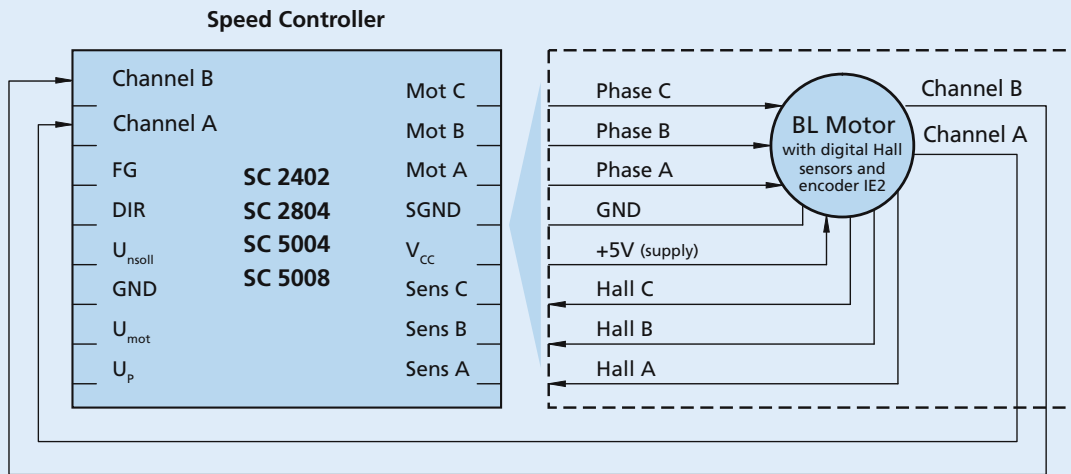 Speed Controller
Channel B
Channel A
FG
DIR
Unsoll
GND
Umot
UP
SC 2402
SC 2804
SC 5004
SC 5008
Mot C
Mot B
Mot A
SGND
VCC
Sens C
Sens B
Sens A
Phase C
Phase B
Phase A
GND
+5V (supply)
Hall C
Hall B
Hall A
BL Motor
with digital Hall
sensors and
encoder IE2
Channel B
Channel A